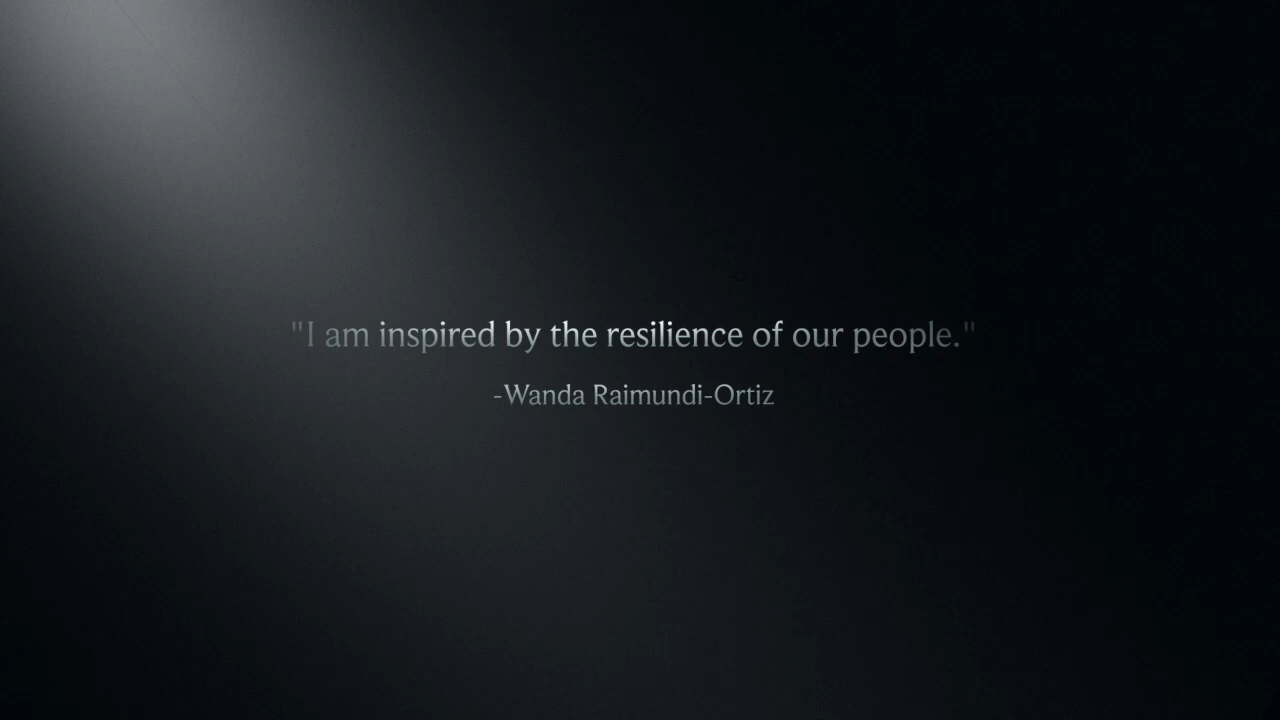 "I am inspired by the resilience of our people."
-Wanda Raimundi-Ortiz